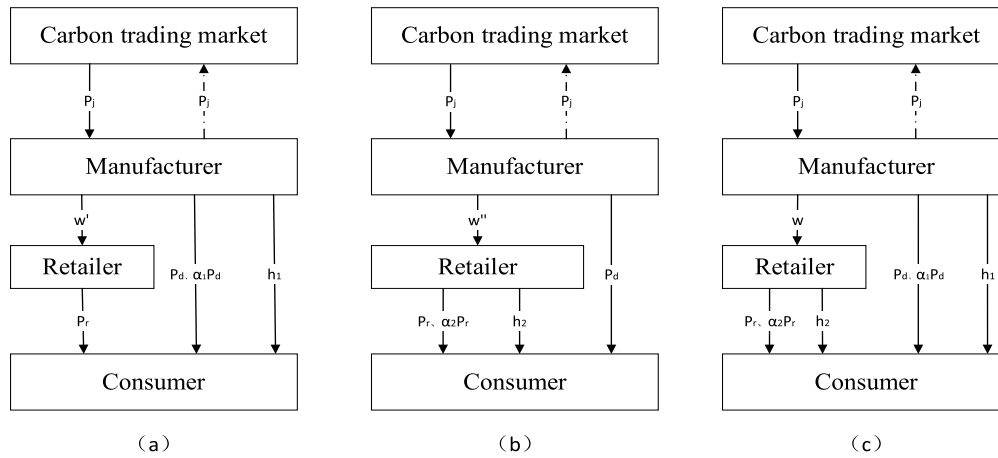 Carbon trading market
Pj
Pj
Manufacturer
w'
Retailer
Pd、α1Pd
h1
Pr
Consumer
(a)
Carbon trading market
Pj
Pj
Manufacturer
w''
Retailer
Pd
Pr、α2Pr
h2
Consumer
(b)
Carbon trading market
Pj
Pj
Manufacturer
w
Retailer
Pd、α1Pd
h1
Pr、α2Pr
h2
Consumer
(c)